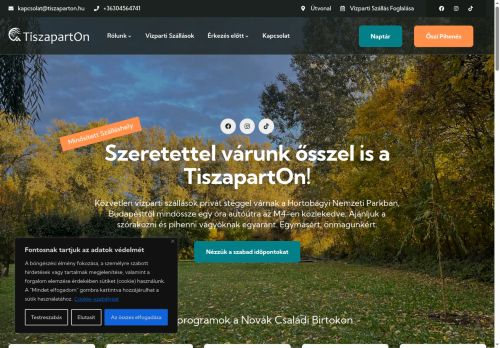 kapcsolat@tiszaparton.hu +36304564741 Útvonal Vízparti Szállás Foglalása
TiszapartOn Rólunk Vízparti Szállások Érkezés előtt Kapcsolat Naptár Őszi Pihenés
Minősített Szálláshely
Szeretettel várunk ősszel is a
TiszapartOn!
Közvetlen vízparti szállások privát stéggel várnak a Hortobágyi Nemzeti Parkban,
Budapesttől mindössze egy óra autóútra az M4-en közlekedve. Ajánljuk a
szórakozni és pihenni vágyóknak egyaránt. Egymásért, önmagunkért.
Nézzük a szabad időpontokat
Fontosnak tartjuk az adatok védelmét
A böngészési élmény fokozása, a személyre szabott
hirdetések vagy tartalmak megjelenítése, valamint a
forgalom elemzése érdekében sütiket (cookie) használunk.
A "Mindet elfogadom" gombra kattintva hozzájárulhat a
sütik használatához. Cookie-szabályzat
Testreszabás Elutasít Az összes elfogadása
programok a Novák Családi Birtokon